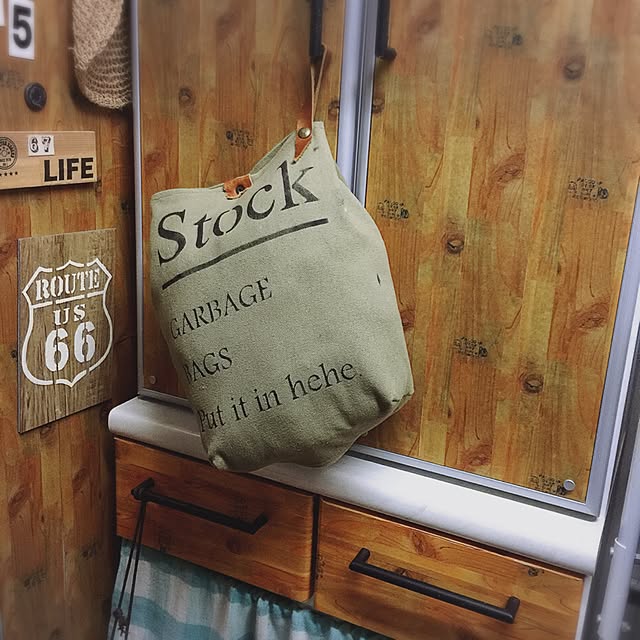 5
67
LIFE
ROUTE
US
66
Stock
GARBAGE
BAGS
Put it in hehe.